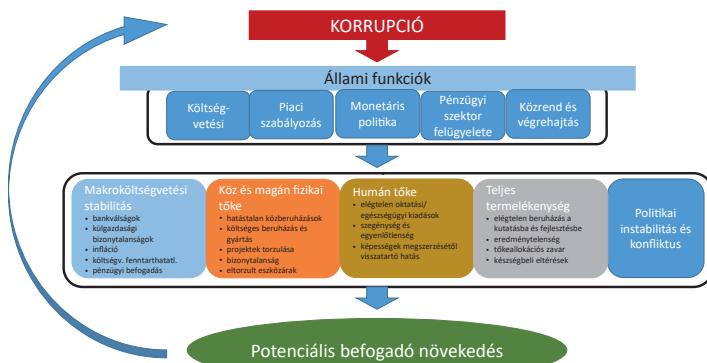 KORRUPCIÓ
Állami funkciók
Költség-
vetési
Piaci
szabályozás
Monetáris
politika
Pénzügyi
szektor
felügyelete
Közrend és
végrehajtás
Makroköltségvetési
stabilitás
• bankválságok
• külgazdasági
bizonytalanságok
• infláció
• költségv. fenntarthatatl.
• pénzügyi befogadás
Köz és magán fizikai
tőke
• hatástalan közberuházások
• költséges beruházás és
gyártás
• projektek torzulása
• bizonytalanság
• eltorzult eszközárak
Humán tőke
• elégtelen oktatási/
egészségügyi kiadások
• szegénység és
egyenlőtlenség
• képességek megszerzésétől
visszatartó hatás
Teljes
termelékenység
• elégtelen beruházás a
kutatásba és fejlesztésbe
• eredménytelenség
• tőkeallokációs zavar
• készségbeli eltérések
Politikai
instabilitás és
konfliktus
Potenciális befogadó növekedés